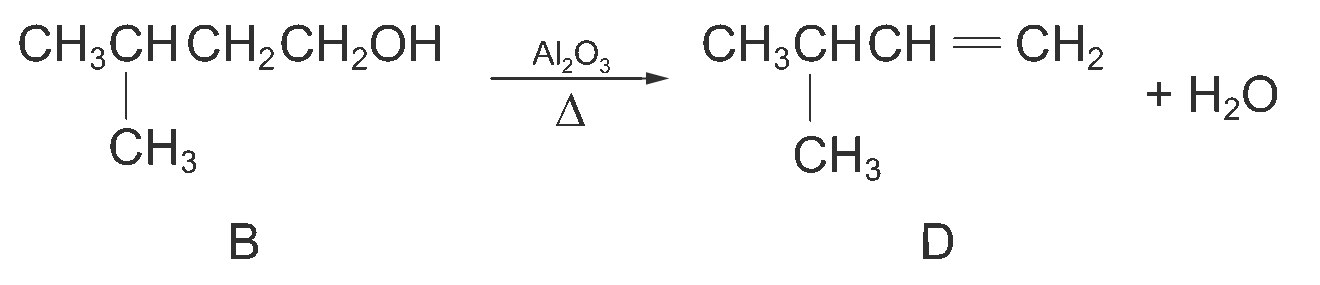 CH₃CHCH₂CH₂OH Al₂O₃ CH₃CHCH=CH₂
Δ + H₂O
CH₃ CH₃
B D